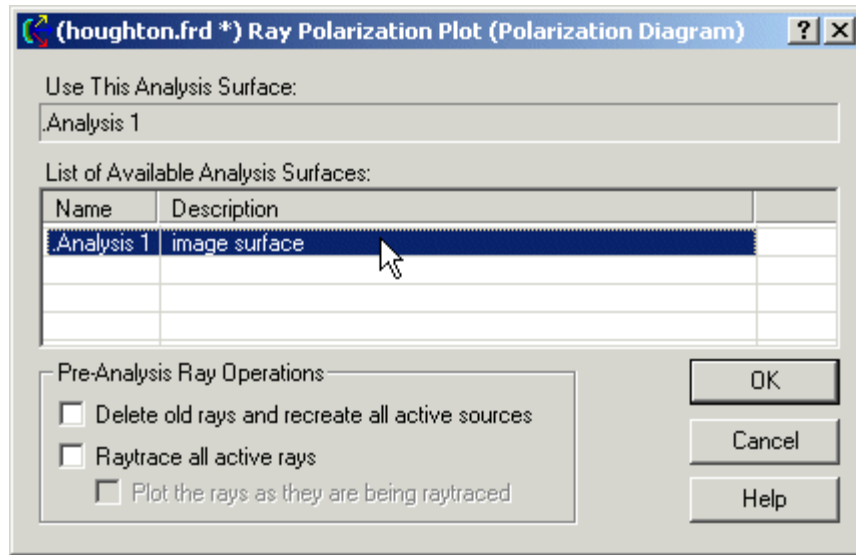 (houghton.frd *) Ray Polarization Plot (Polarization Diagram)
Use This Analysis Surface:
.Analysis 1
List of Available Analysis Surfaces:
Name Description
.Analysis 1 image surface
Pre-Analysis Ray Operations
Delete old rays and recreate all active sources
Raytrace all active rays
Plot the rays as they are being raytraced
OK
Cancel
Help